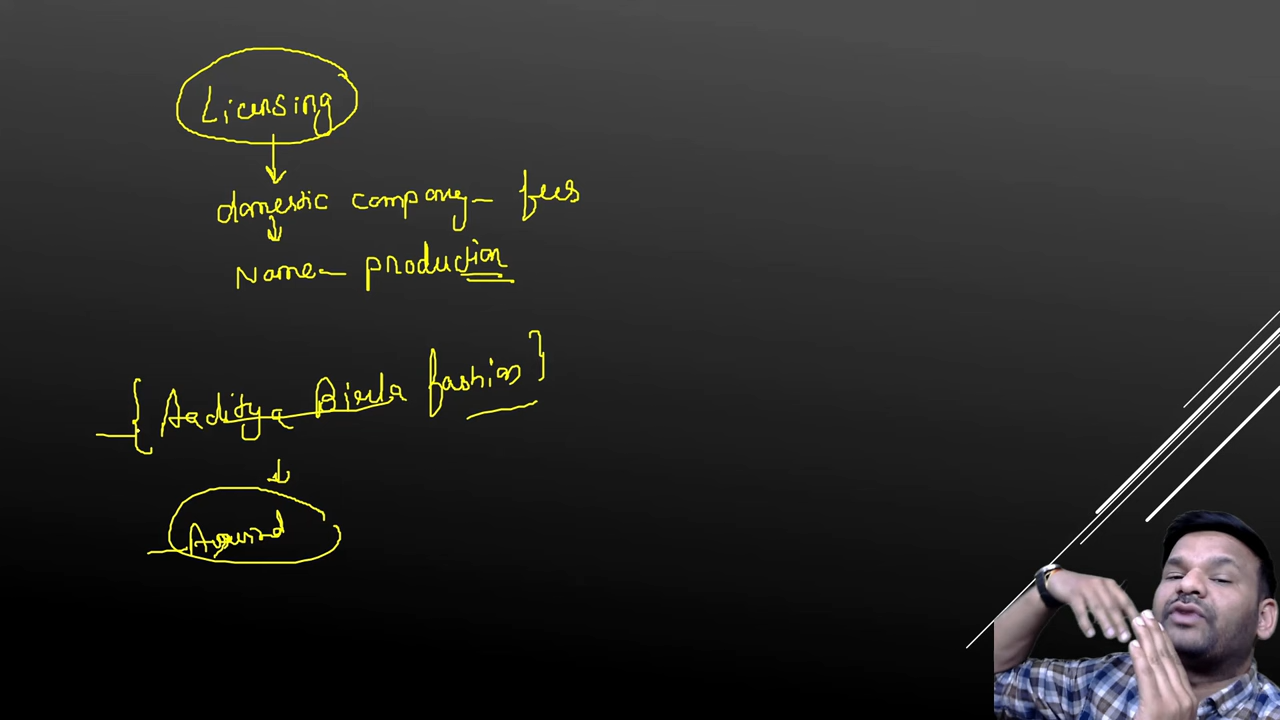 Licensing
domestic company - fees
Name - production
{Aaditya Birla fashion}